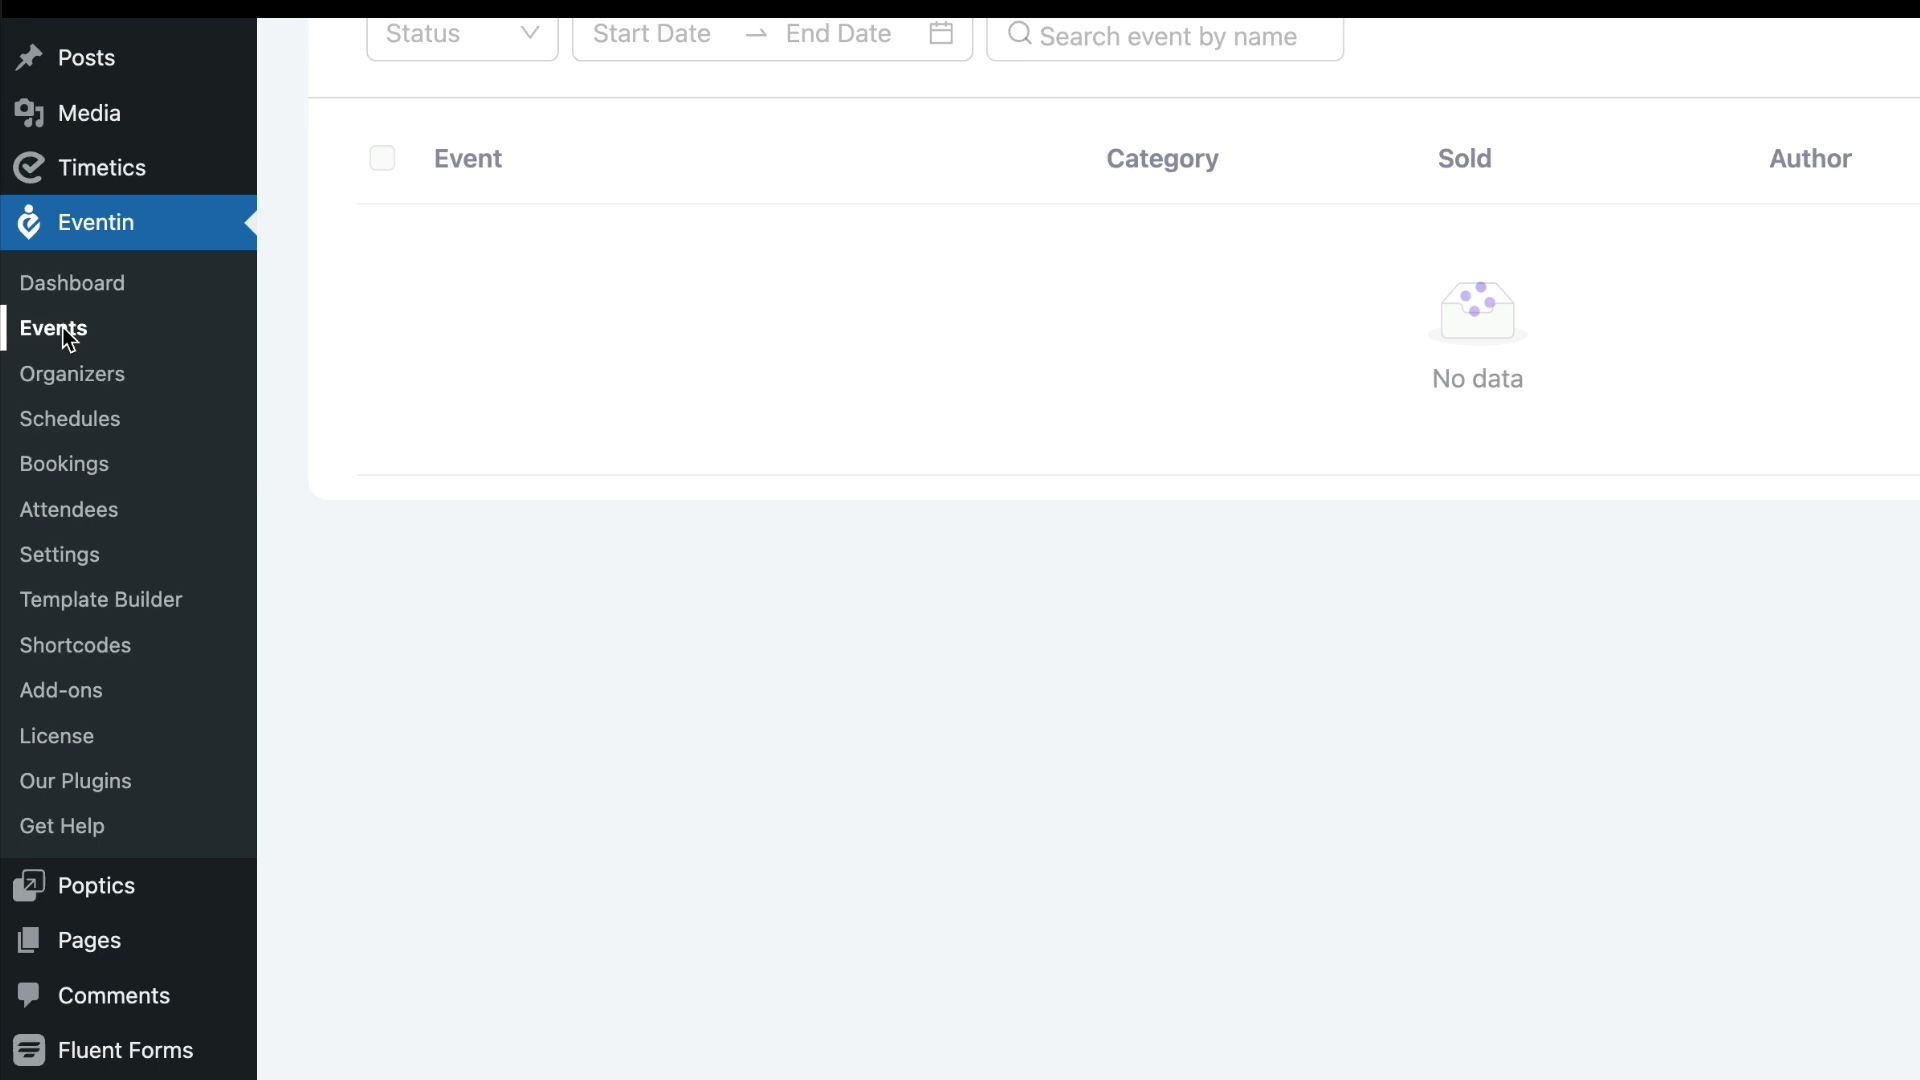 Posts
Media
Timetics
Eventin
Dashboard
Events
Organizers
Schedules
Bookings
Attendees
Settings
Template Builder
Shortcodes
Add-ons
License
Our Plugins
Get Help
Poptics
Pages
Comments
Fluent Forms
Status Start Date → End Date Search event by name
Event Category Sold Author
No data